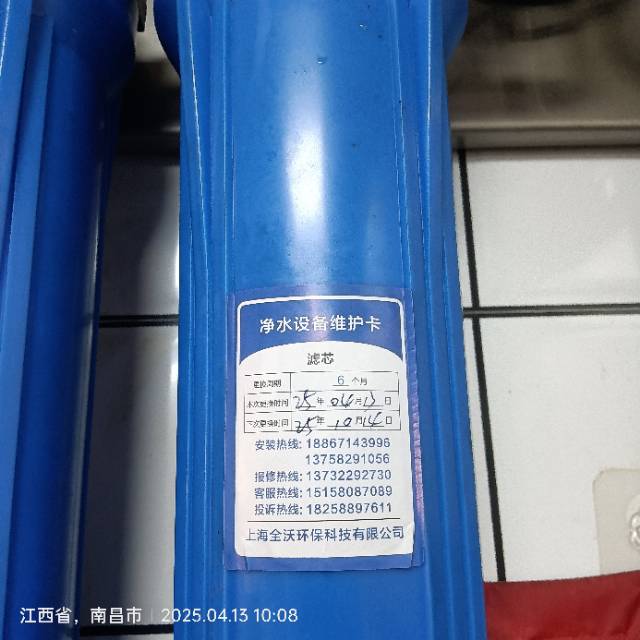 净水设备维护卡
滤芯
更换周期 6 个月
本次更换时间 25 年 04 月 13 日
下次更换时间 25 年 10 月 14 日
安装热线: 18867143996
13758291056
报修热线: 13732292730
客服热线: 15158087089
投诉热线: 18258897611
上海全沃环保科技有限公司
江西省，南昌市 2025.04.13 10:08